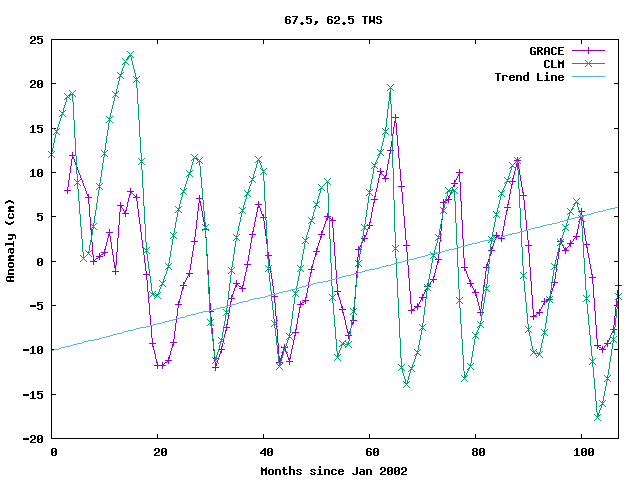 67.5, 62.5 TWS
GRACE
CLM
Trend Line
Anomaly (cm)
25
20
15
10
5
0
-5
-10
-15
-20
0 20 40 60 80 100
Months since Jan 2002